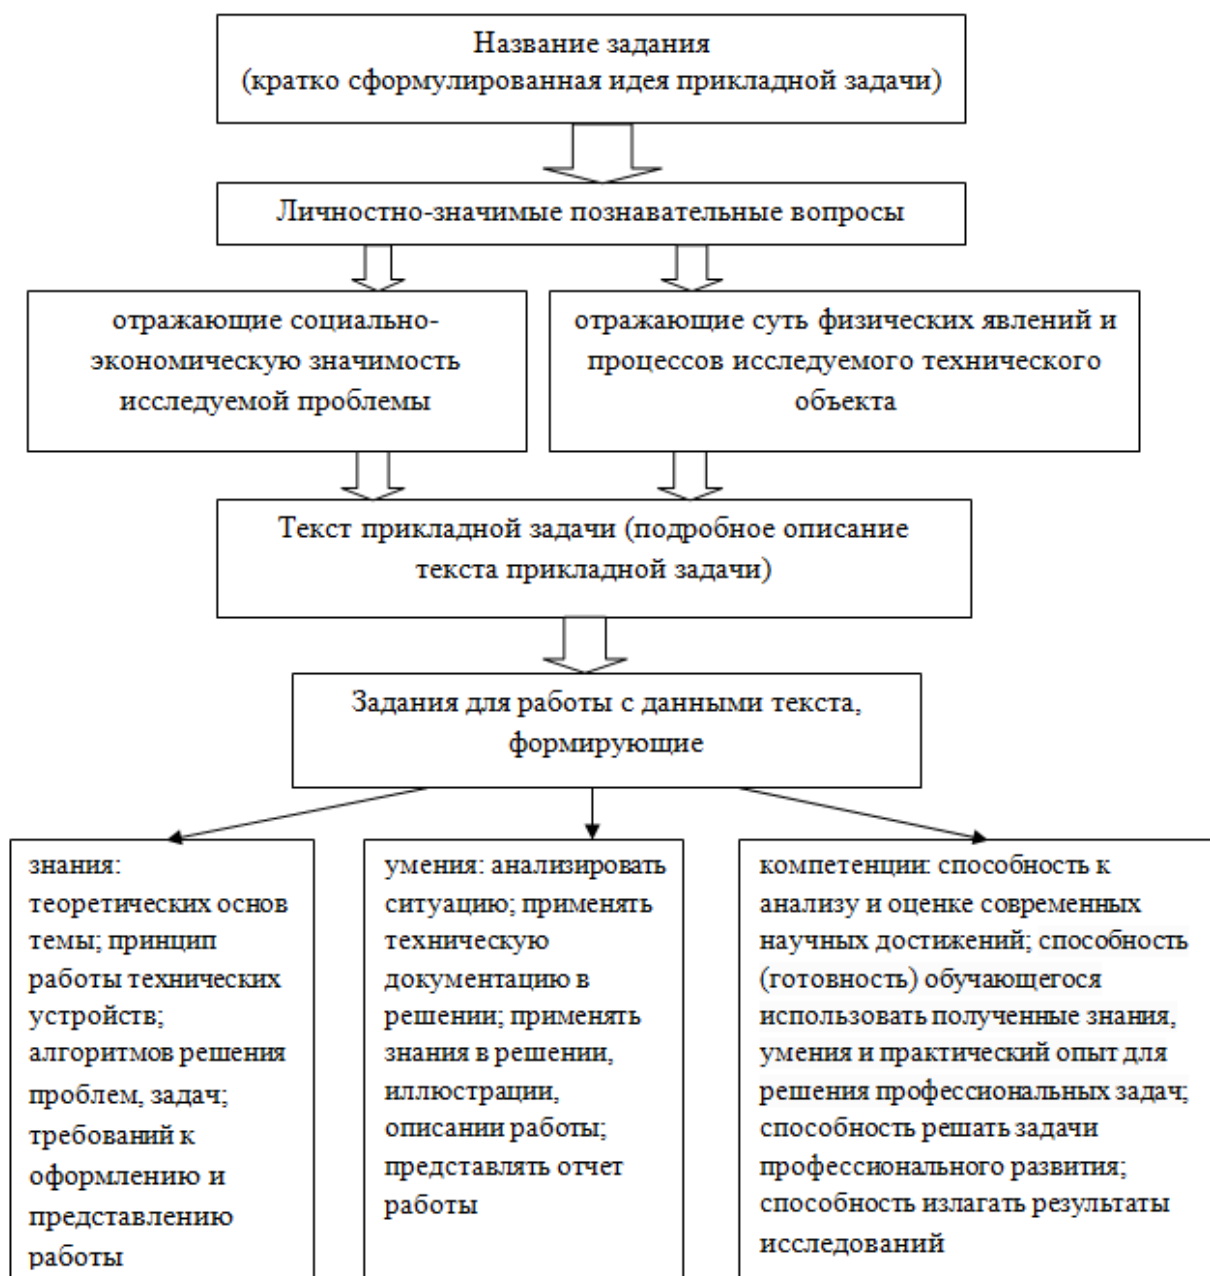 Название задания
(кратко сформулированная идея прикладной задачи)
Личностно-значимые познавательные вопросы
отражающие социально-
экономическую значимость
исследуемой проблемы
отражающие суть физических явлений и
процессов исследуемого технического
объекта
Текст прикладной задачи (подробное описание
текста прикладной задачи)
Задания для работы с данными текста,
формирующие
знания:
теоретических основ
темы; принцип
работы технических
устройств;
алгоритмов решения
проблем, задач;
требований к
оформлению и
представлению
работы
умения: анализировать
ситуацию; применять
техническую
документацию в
решении; применять
знания в решении,
иллюстрации,
описании работы;
представлять отчет
работы
компетенции: способность к
анализу и оценке современных
научных достижений; способность
(готовность) обучающегося
использовать полученные знания,
умения и практический опыт для
решения профессиональных задач;
способность решать задачи
профессионального развития;
способность излагать результаты
исследований